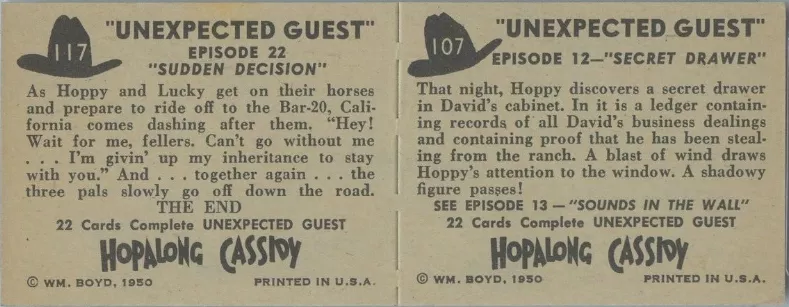 117
"UNEXPECTED GUEST"
EPISODE 22
"SUDDEN DECISION"
As Hoppy and Lucky get on their horses
and prepare to ride off to the Bar-20, Cali-
fornia comes dashing after them. "Hey!
Wait for me, fellers. Can't go without me
. . . I'm givin' up my inheritance to stay
with you." And . . . together again . . . the
three pals slowly go off down the road.
THE END
22 Cards Complete UNEXPECTED GUEST
HOPALONG CASSIDY
© WM. BOYD, 1950 PRINTED IN U.S.A.
107
"UNEXPECTED GUEST"
EPISODE 12—"SECRET DRAWER"
That night, Hoppy discovers a secret drawer
in David's cabinet. In it is a ledger contain-
ing records of all David's business dealings
and containing proof that he has been steal-
ing from the ranch. A blast of wind draws
Hoppy's attention to the window. A shadowy
figure passes!
SEE EPISODE 13 — "SOUNDS IN THE WALL"
22 Cards Complete UNEXPECTED GUEST
HOPALONG CASSIDY
© WM. BOYD, 1950 PRINTED IN U.S.A.